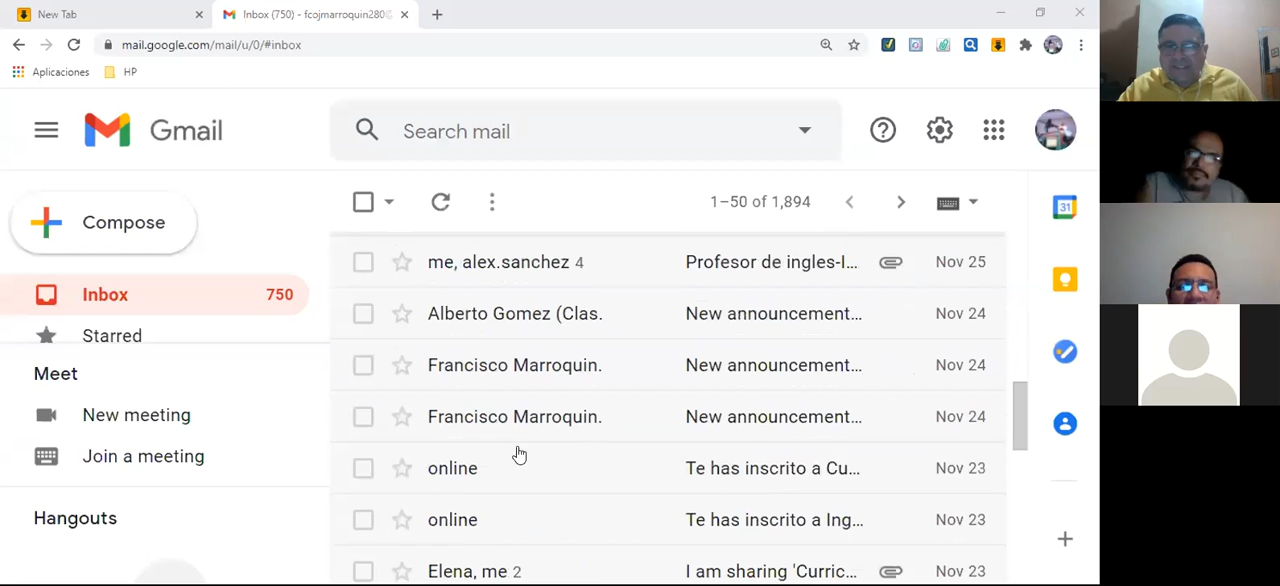 New Tab
Inbox (750) - fcojmarroquin280
mail.google.com/mail/u/0/#inbox
Aplicaciones
HP
Gmail
Search mail
Compose
1–50 of 1,894
31
Inbox 750
Starred
Meet
New meeting
Join a meeting
Hangouts
me, alex.sanchez 4 Profesor de ingles-I... Nov 25
Alberto Gomez (Clas. New announcement... Nov 24
Francisco Marroquin. New announcement... Nov 24
Francisco Marroquin. New announcement... Nov 24
online Te has inscrito a Cu... Nov 23
online Te has inscrito a Ing... Nov 23
Elena, me 2 I am sharing 'Curric... Nov 23